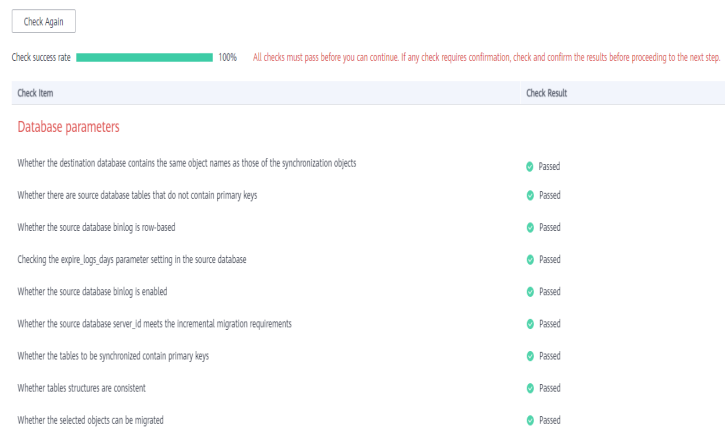 Check Again
Check success rate 100% All checks must pass before you can continue. If any check requires confirmation, check and confirm the results before proceeding to the next step.
Check Item Check Result
Database parameters
Whether the destination database contains the same object names as those of the synchronization objects Passed
Whether there are source database tables that do not contain primary keys Passed
Whether the source database binlog is row-based Passed
Checking the expire_logs_days parameter setting in the source database Passed
Whether the source database binlog is enabled Passed
Whether the source database server_id meets the incremental migration requirements Passed
Whether the tables to be synchronized contain primary keys Passed
Whether tables structures are consistent Passed
Whether the selected objects can be migrated Passed